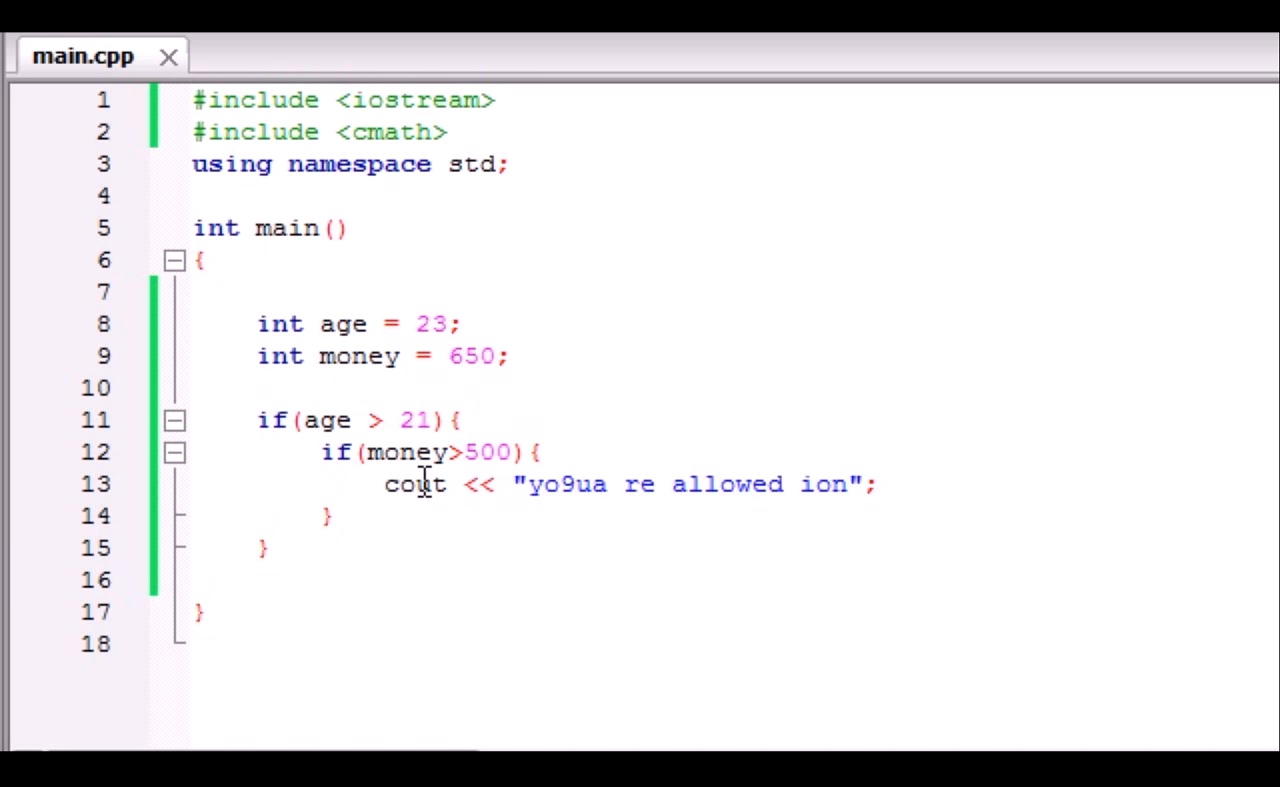 main.cpp
1 #include <iostream>
2 #include <cmath>
3 using namespace std;
4
5 int main()
6 {
7
8 int age = 23;
9 int money = 650;
10
11 if(age > 21){
12 if(money>500){
13 cout << "yo9ua re allowed ion";
14 }
15 }
16
17 }
18